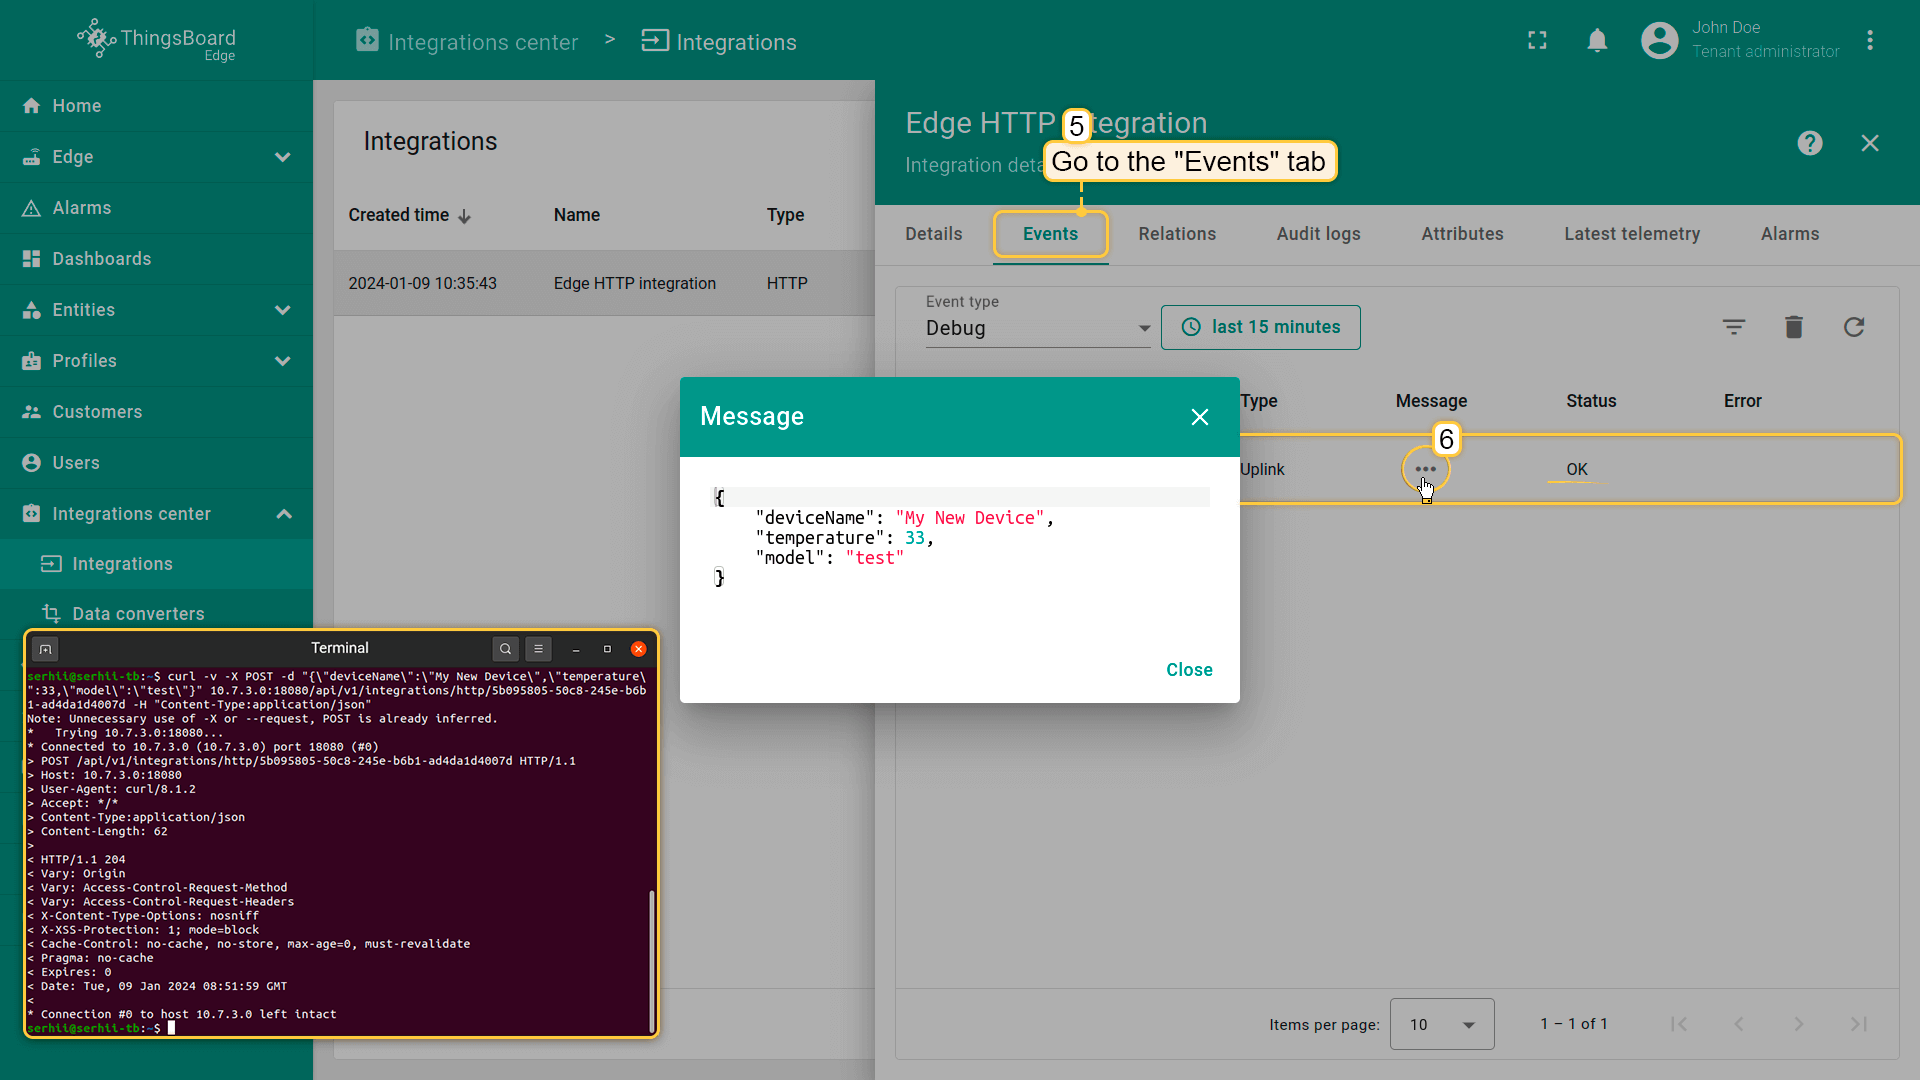 ThingsBoard
Edge
Integrations center > Integrations
John Doe
Tenant administrator
Home
Edge
Alarms
Dashboards
Entities
Profiles
Customers
Users
Integrations center
Integrations
Data converters
Integrations
Created time Name Type
2024-01-09 10:35:43 Edge HTTP integration HTTP
Edge HTTP tegration
5
Integration deta
Go to the "Events" tab
Details Events Relations Audit logs Attributes Latest telemetry Alarms
Event type
Debug
last 15 minutes
Type Message Status Error
6
Uplink OK
Message
{
"deviceName": "My New Device",
"temperature": 33,
"model": "test"
}
Close
Items per page: 10 1 – 1 of 1
Terminal
serhii@serhii-tb:~$ curl -v -X POST -d "{\"deviceName\":\"My New Device\",\"temperature\
":33,\"model\":\"test\"}" 10.7.3.0:18080/api/v1/integrations/http/5b095805-50c8-245e-b6b
1-ad4da1d4007d -H "Content-Type:application/json"
Note: Unnecessary use of -X or --request, POST is already inferred.
* Trying 10.7.3.0:18080...
* Connected to 10.7.3.0 (10.7.3.0) port 18080 (#0)
> POST /api/v1/integrations/http/5b095805-50c8-245e-b6b1-ad4da1d4007d HTTP/1.1
> Host: 10.7.3.0:18080
> User-Agent: curl/8.1.2
> Accept: */*
> Content-Type:application/json
> Content-Length: 62
>
< HTTP/1.1 204
< Vary: Origin
< Vary: Access-Control-Request-Method
< Vary: Access-Control-Request-Headers
< X-Content-Type-Options: nosniff
< X-XSS-Protection: 1; mode=block
< Cache-Control: no-cache, no-store, max-age=0, must-revalidate
< Pragma: no-cache
< Expires: 0
< Date: Tue, 09 Jan 2024 08:51:59 GMT
<
* Connection #0 to host 10.7.3.0 left intact
serhii@serhii-tb:~$